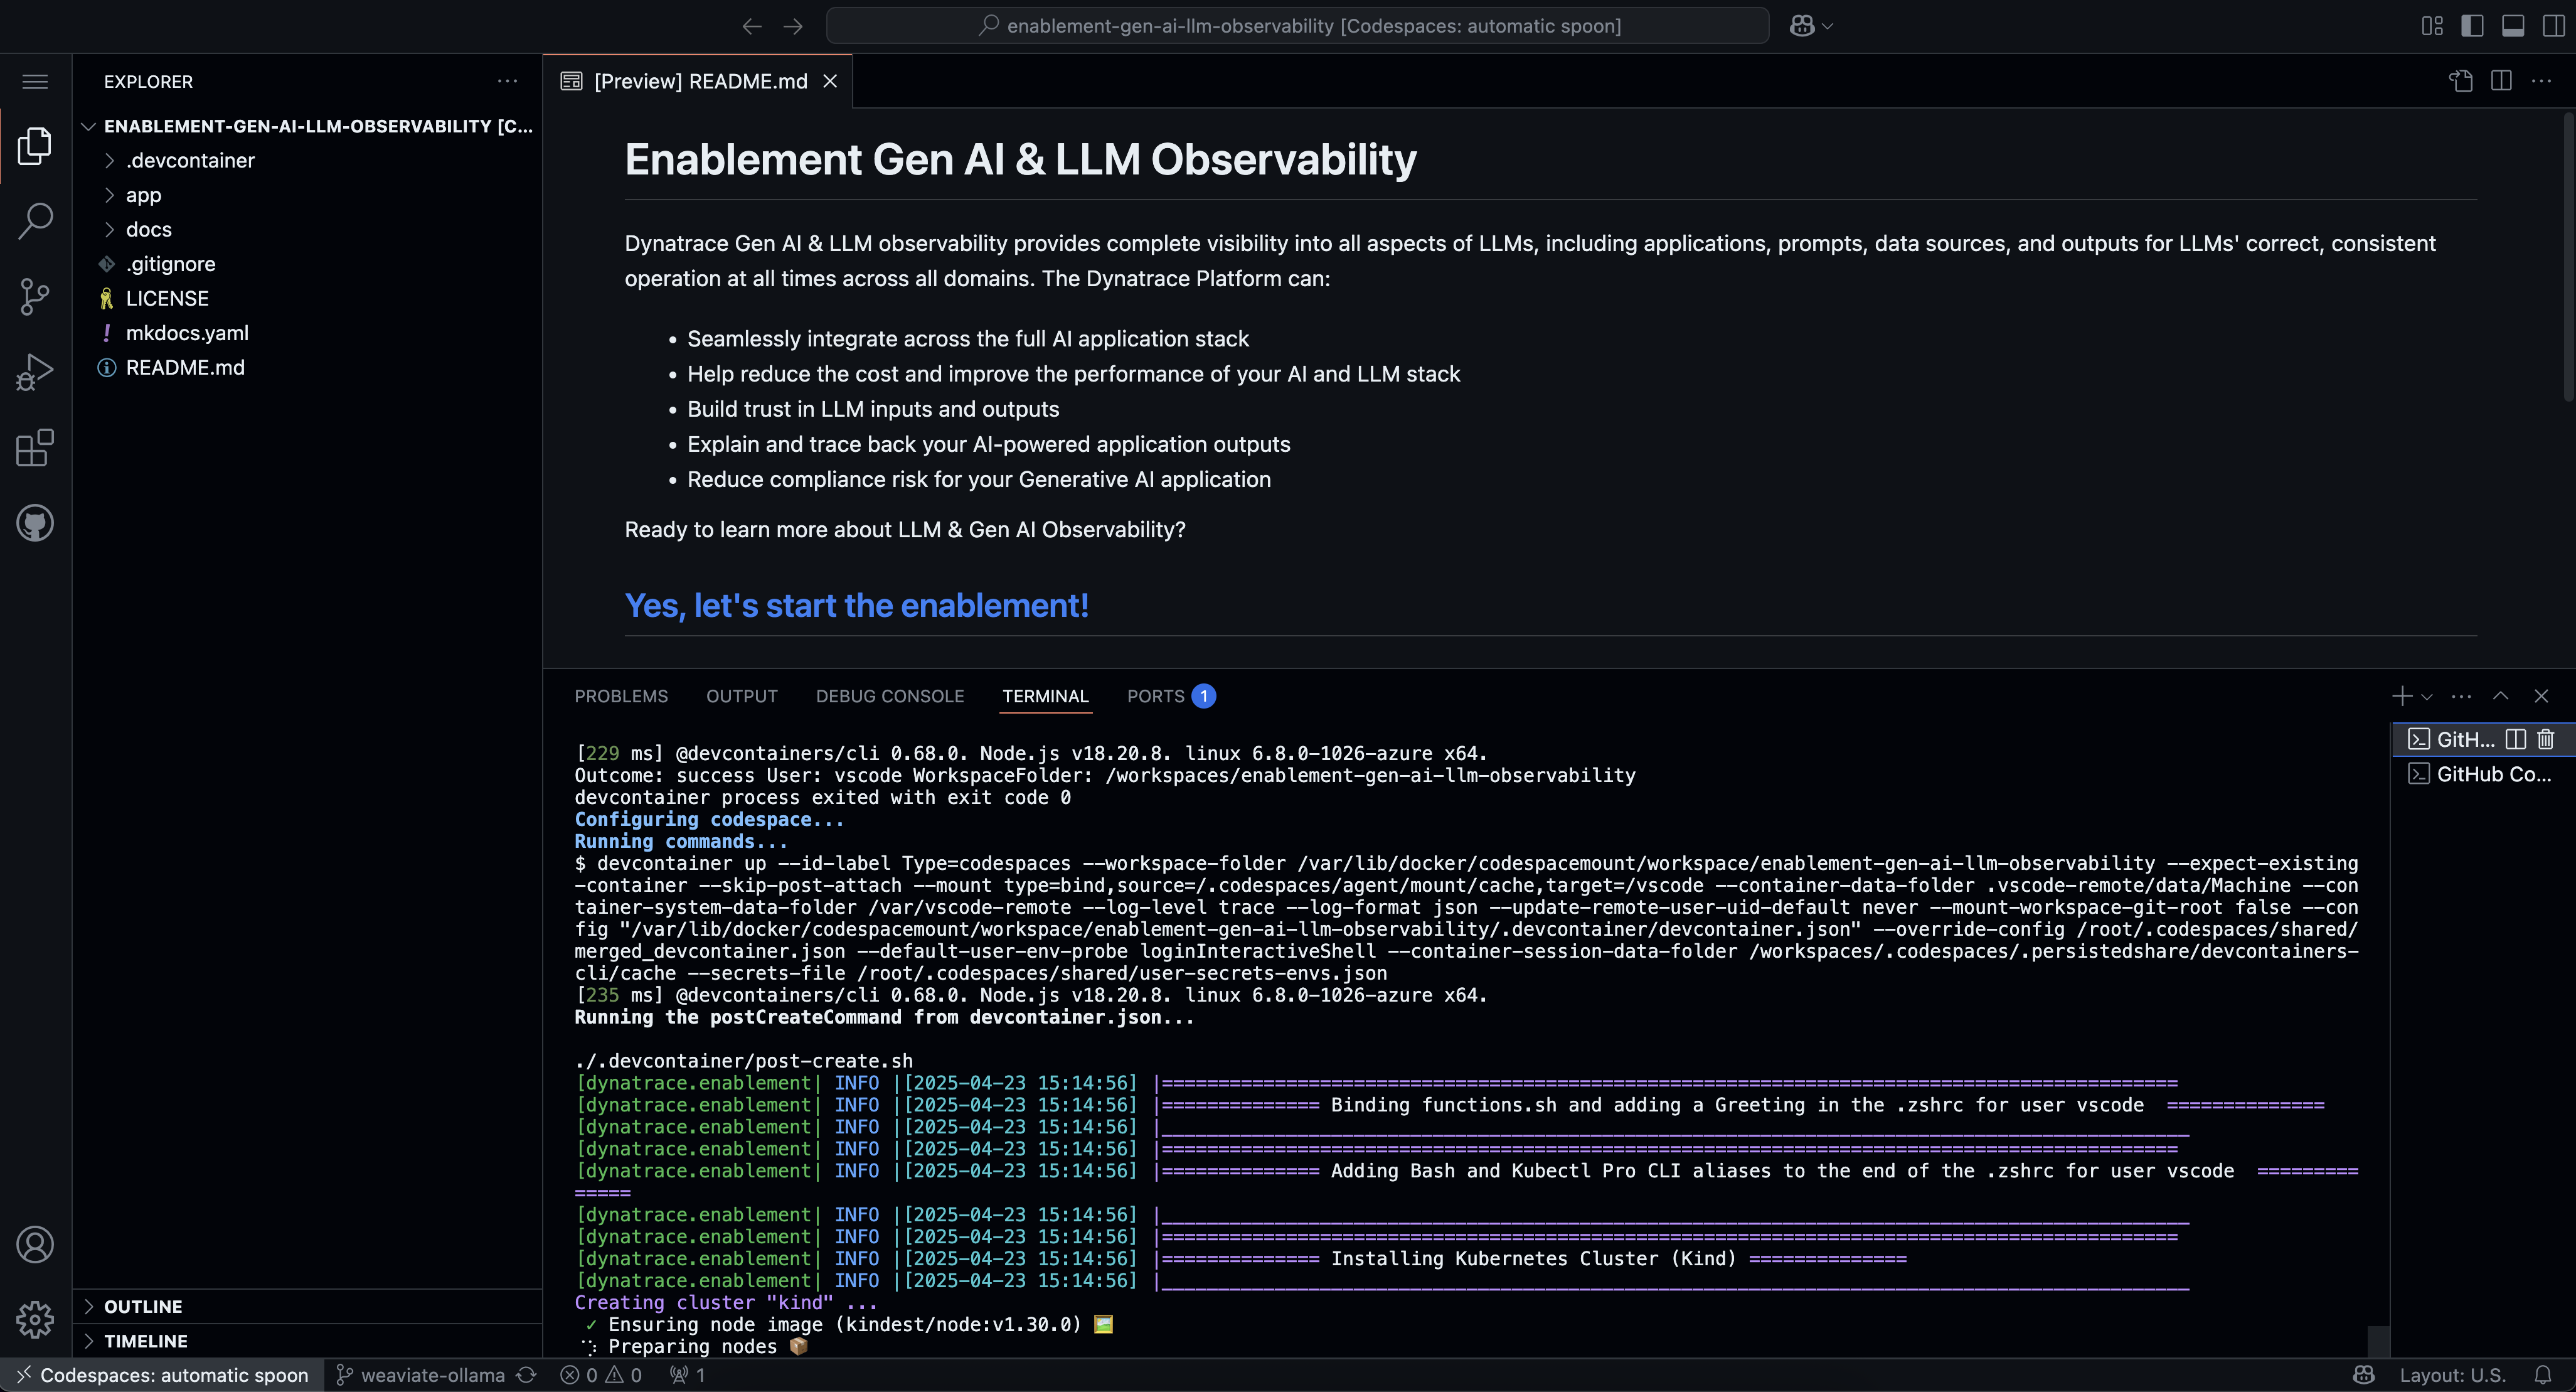 enablement-gen-ai-llm-observability [Codespaces: automatic spoon]
EXPLORER
ENABLEMENT-GEN-AI-LLM-OBSERVABILITY [C...
.devcontainer
app
docs
.gitignore
LICENSE
mkdocs.yaml
README.md
OUTLINE
TIMELINE
[Preview] README.md
Enablement Gen AI & LLM Observability
Dynatrace Gen AI & LLM observability provides complete visibility into all aspects of LLMs, including applications, prompts, data sources, and outputs for LLMs' correct, consistent
operation at all times across all domains. The Dynatrace Platform can:
• Seamlessly integrate across the full AI application stack
• Help reduce the cost and improve the performance of your AI and LLM stack
• Build trust in LLM inputs and outputs
• Explain and trace back your AI-powered application outputs
• Reduce compliance risk for your Generative AI application
Ready to learn more about LLM & Gen AI Observability?
Yes, let's start the enablement!
PROBLEMS OUTPUT DEBUG CONSOLE TERMINAL PORTS 1
GitH...
GitHub Co...
[229 ms] @devcontainers/cli 0.68.0. Node.js v18.20.8. linux 6.8.0-1026-azure x64.
Outcome: success User: vscode WorkspaceFolder: /workspaces/enablement-gen-ai-llm-observability
devcontainer process exited with exit code 0
Configuring codespace...
Running commands...
$ devcontainer up --id-label Type=codespaces --workspace-folder /var/lib/docker/codespacemount/workspace/enablement-gen-ai-llm-observability --expect-existing
-container --skip-post-attach --mount type=bind,source=/.codespaces/agent/mount/cache,target=/vscode --container-data-folder .vscode-remote/data/Machine --con
tainer-system-data-folder /var/vscode-remote --log-level trace --log-format json --update-remote-user-uid-default never --mount-workspace-git-root false --con
fig "/var/lib/docker/codespacemount/workspace/enablement-gen-ai-llm-observability/.devcontainer/devcontainer.json" --override-config /root/.codespaces/shared/
merged_devcontainer.json --default-user-env-probe loginInteractiveShell --container-session-data-folder /workspaces/.codespaces/.persistedshare/devcontainers-
cli/cache --secrets-file /root/.codespaces/shared/user-secrets-envs.json
[235 ms] @devcontainers/cli 0.68.0. Node.js v18.20.8. linux 6.8.0-1026-azure x64.
Running the postCreateCommand from devcontainer.json...
./.devcontainer/post-create.sh
[dynatrace.enablement| INFO |[2025-04-23 15:14:56] |==========================================================================================
[dynatrace.enablement| INFO |[2025-04-23 15:14:56] |============== Binding functions.sh and adding a Greeting in the .zshrc for user vscode ==============
[dynatrace.enablement| INFO |[2025-04-23 15:14:56] |___________________________________________________________________________________________
[dynatrace.enablement| INFO |[2025-04-23 15:14:56] |==========================================================================================
[dynatrace.enablement| INFO |[2025-04-23 15:14:56] |============== Adding Bash and Kubectl Pro CLI aliases to the end of the .zshrc for user vscode =========
=====
[dynatrace.enablement| INFO |[2025-04-23 15:14:56] |___________________________________________________________________________________________
[dynatrace.enablement| INFO |[2025-04-23 15:14:56] |==========================================================================================
[dynatrace.enablement| INFO |[2025-04-23 15:14:56] |============== Installing Kubernetes Cluster (Kind) ==============
[dynatrace.enablement| INFO |[2025-04-23 15:14:56] |___________________________________________________________________________________________
Creating cluster "kind" ...
✓ Ensuring node image (kindest/node:v1.30.0) 🖼
Preparing nodes 📦
Codespaces: automatic spoon weaviate-ollama 0 0 1 Layout: U.S.